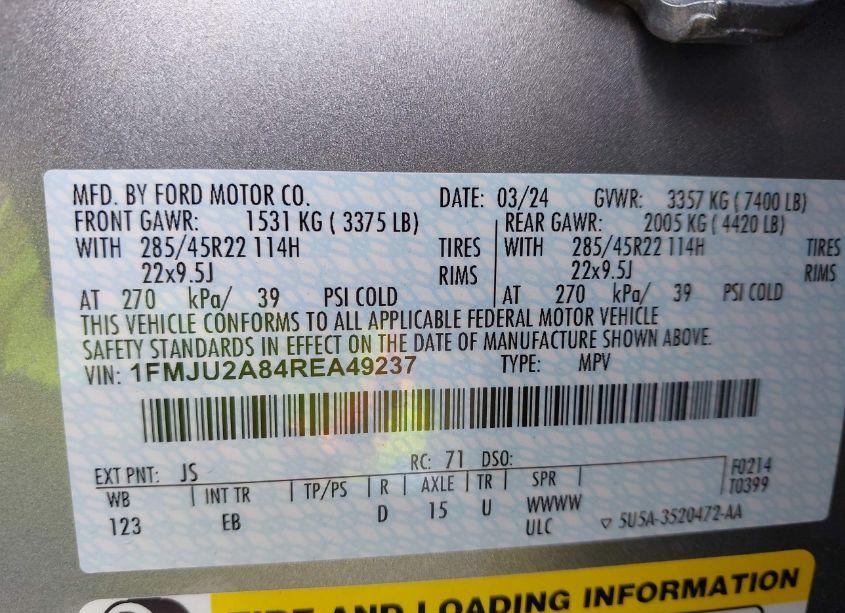 MFD. BY FORD MOTOR CO. DATE: 03/24 GVWR: 3357 KG ( 7400 LB)
FRONT GAWR: 1531 KG ( 3375 LB) REAR GAWR: 2005 KG ( 4420 LB)
WITH 285/45R22 114H TIRES WITH 285/45R22 114H TIRES
22x9.5J RIMS 22x9.5J RIMS
AT 270 kPa/ 39 PSI COLD AT 270 kPa/ 39 PSI COLD
THIS VEHICLE CONFORMS TO ALL APPLICABLE FEDERAL MOTOR VEHICLE
SAFETY STANDARDS IN EFFECT ON THE DATE OF MANUFACTURE SHOWN ABOVE.
VIN: 1FMJU2A84REA49237 TYPE: MPV
EXT PNT: JS RC: 71 DSO: F0214
WB INT TR TP/PS R AXLE TR SPR T0399
123 EB D 15 U WWWW
ULC 5U5A-3520472-AA
TIRE AND LOADING INFORMATION